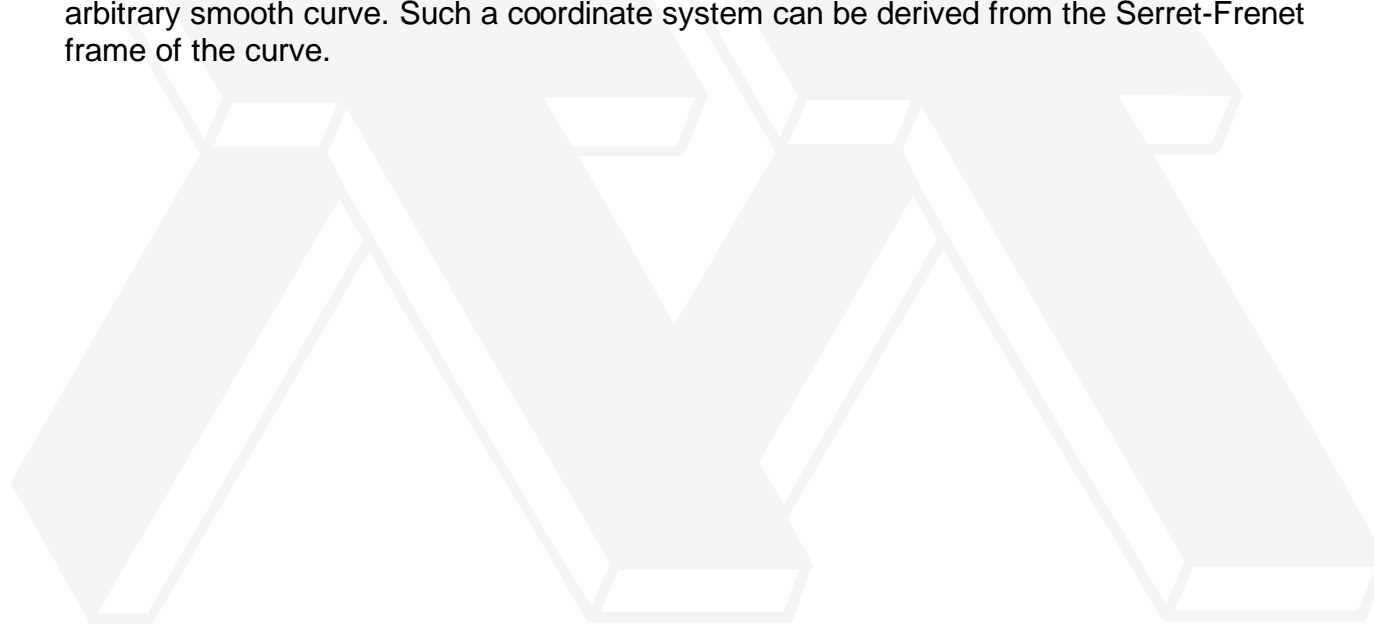 arbitrary smooth curve. Such a coordinate system can be derived from the Serret-Frenet
frame of the curve.